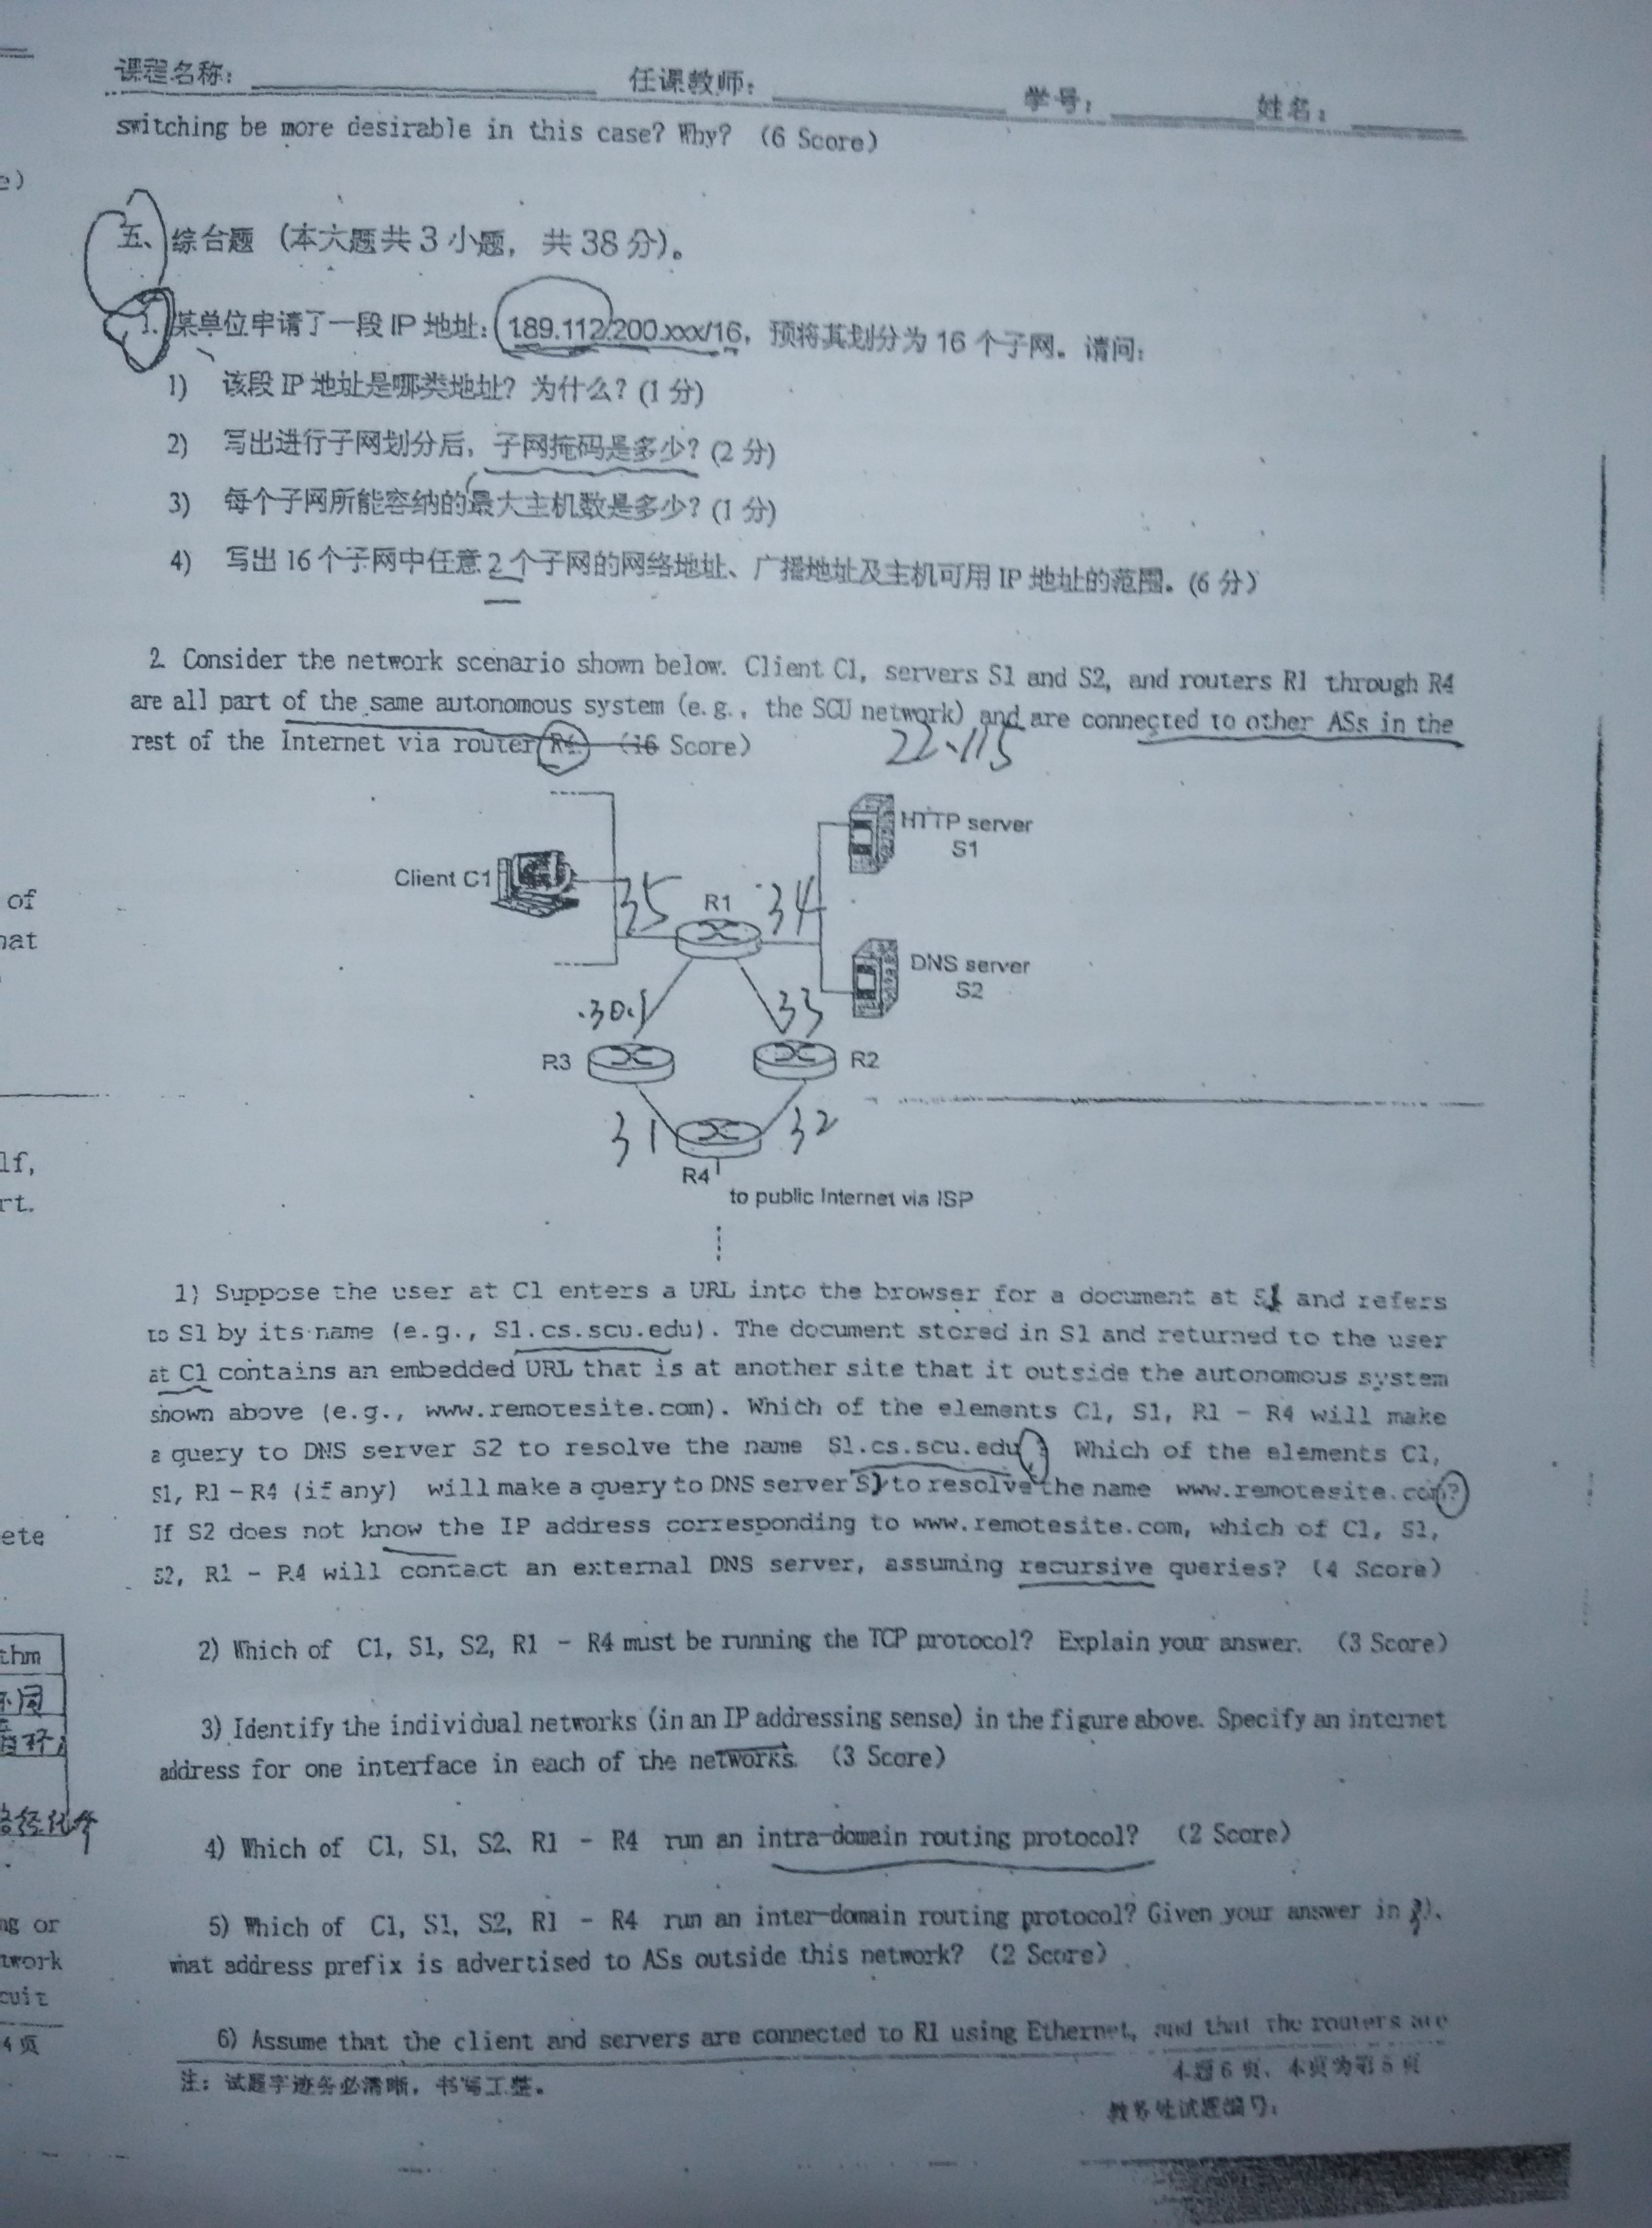 课程名称: 任课教师: 学号: 姓名:
switching be more desirable in this case? Why? (6 Score)
五、综合题 (本大题共 3 小题, 共 38 分)。
1. 某单位申请了一段 IP 地址: 189.112.200.xxx/16, 预将其划分为 16 个子网。请问:
1) 该段 IP 地址是哪类地址? 为什么? (1 分)
2) 写出进行子网划分后, 子网掩码是多少? (2 分)
3) 每个子网所能容纳的最大主机数是多少? (1 分)
4) 写出 16 个子网中任意 2 个子网的网络地址、广播地址及主机可用 IP 地址的范围。(6 分)
2. Consider the network scenario shown below. Client C1, servers S1 and S2, and routers R1 through R4
are all part of the same autonomous system (e.g., the SCU network) and are connected to other ASs in the
rest of the Internet via router R4. (16 Score)
22.115
HTTP server
S1
Client C1
35
R1
34
DNS server
S2
.30.1
33
R3
R2
31
32
R4
to public Internet via ISP
1) Suppose the user at C1 enters a URL into the browser for a document at S1 and refers
to S1 by its name (e.g., S1.cs.scu.edu). The document stored in S1 and returned to the user
at C1 contains an embedded URL that is at another site that it outside the autonomous system
shown above (e.g., www.remotesite.com). Which of the elements C1, S1, R1 - R4 will make
a query to DNS server S2 to resolve the name S1.cs.scu.edu? Which of the elements C1,
S1, R1 - R4 (if any) will make a query to DNS server to resolve the name www.remotesite.com?
If S2 does not know the IP address corresponding to www.remotesite.com, which of C1, S1,
S2, R1 - R4 will contact an external DNS server, assuming recursive queries? (4 Score)
2) Which of C1, S1, S2, R1 - R4 must be running the TCP protocol? Explain your answer. (3 Score)
3) Identify the individual networks (in an IP addressing sense) in the figure above. Specify an internet
address for one interface in each of the networks. (3 Score)
4) Which of C1, S1, S2, R1 - R4 run an intra-domain routing protocol? (2 Score)
5) Which of C1, S1, S2, R1 - R4 run an inter-domain routing protocol? Given your answer in 3),
what address prefix is advertised to ASs outside this network? (2 Score)
6) Assume that the client and servers are connected to R1 using Ethernet, and that the routers are
注: 试题字迹务必清晰, 书写工整。
本题 6 页, 本页为第 5 页
教务处试题编号:
e)
of
hat
lf,
rt.
ete
thm
不同
ng or
twork
cuit
4 页